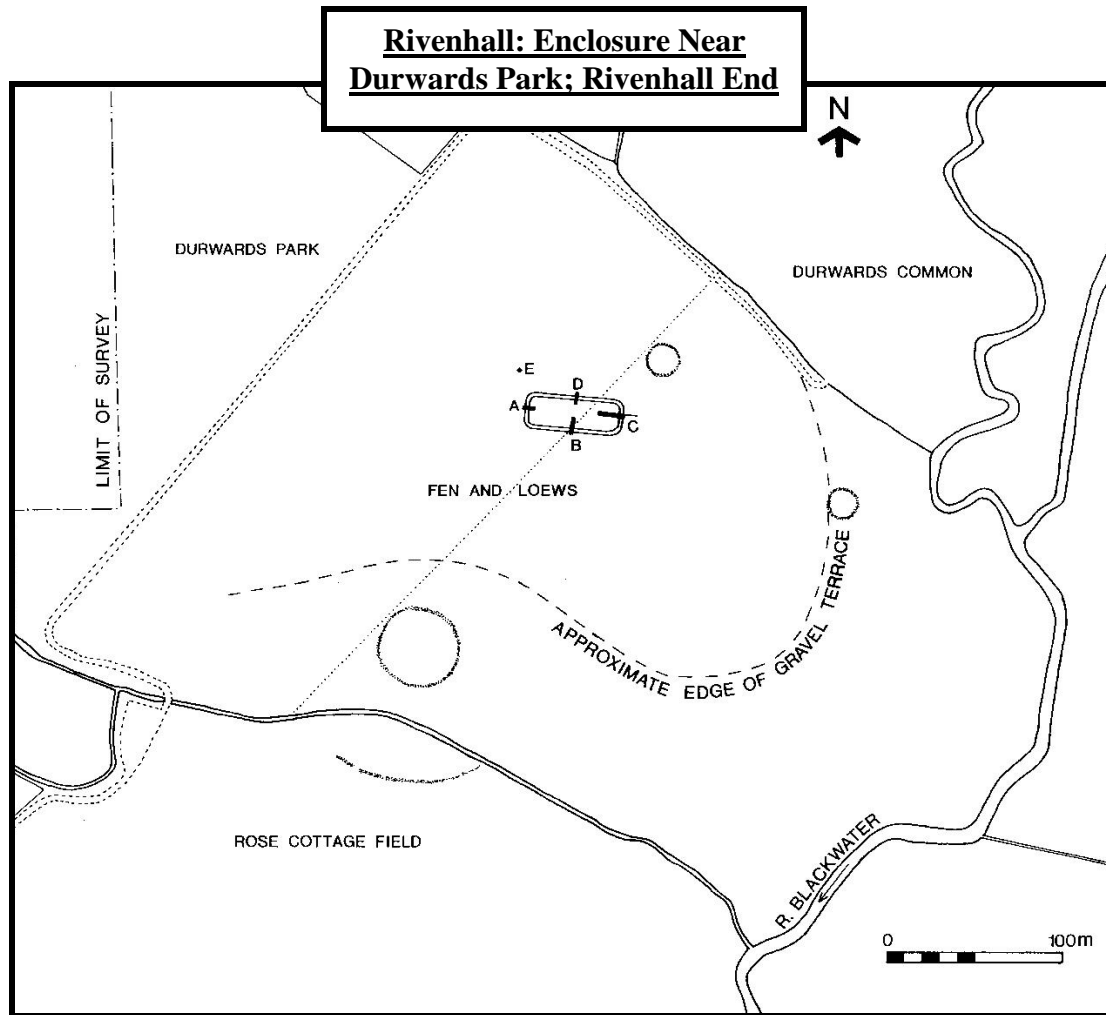 Rivenhall: Enclosure Near
Durwards Park; Rivenhall End
N
DURWARDS PARK
DURWARDS COMMON
LIMIT OF SURVEY
E
D
A
C
B
FEN AND LOEWS
APPROXIMATE EDGE OF GRAVEL TERRACE
ROSE COTTAGE FIELD
R. BLACKWATER
0 100m